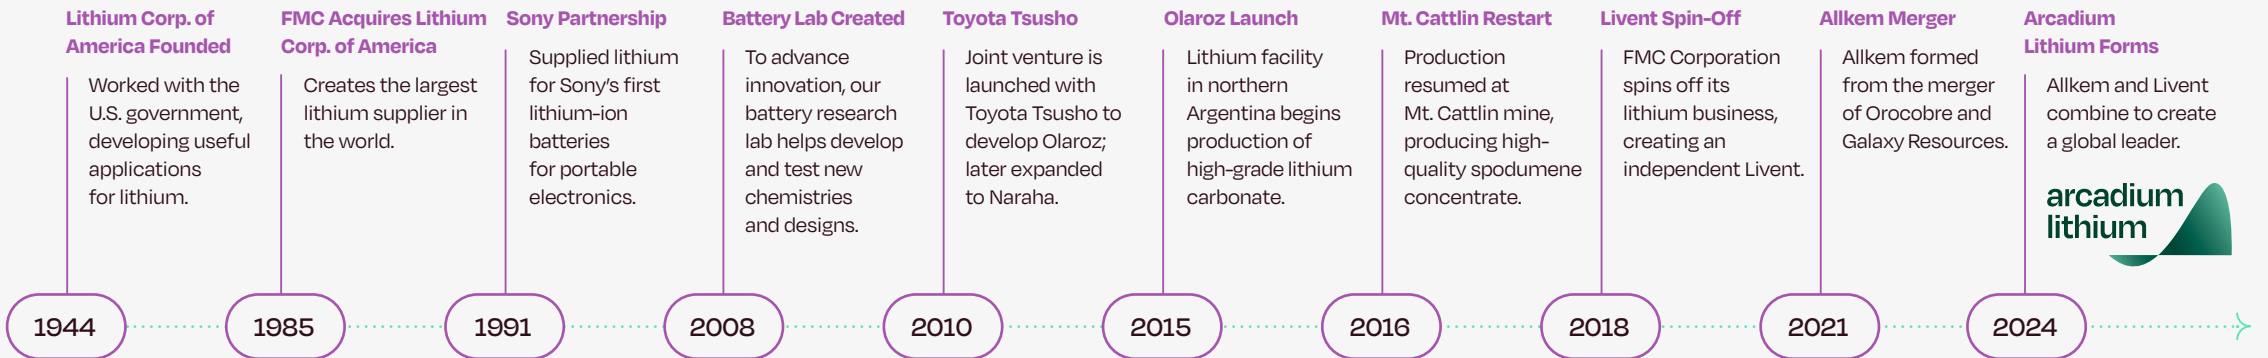 Lithium Corp. of
America Founded
Worked with the
U.S. government,
developing useful
applications
for lithium.
1944
FMC Acquires Lithium
Corp. of America
Creates the largest
lithium supplier in
the world.
1985
Sony Partnership
Supplied lithium
for Sony’s first
lithium-ion
batteries
for portable
electronics.
1991
Battery Lab Created
To advance
innovation, our
battery research
lab helps develop
and test new
chemistries
and designs.
2008
Toyota Tsusho
Joint venture is
launched with
Toyota Tsusho to
develop Olaroz;
later expanded
to Naraha.
2010
Olaroz Launch
Lithium facility
in northern
Argentina begins
production of
high-grade lithium
carbonate.
2015
Mt. Cattlin Restart
Production
resumed at
Mt. Cattlin mine,
producing high-
quality spodumene
concentrate.
2016
Livent Spin-Off
FMC Corporation
spins off its
lithium business,
creating an
independent Livent.
2018
Allkem Merger
Allkem formed
from the merger
of Orocobre and
Galaxy Resources.
2021
Arcadium
Lithium Forms
Allkem and Livent
combine to create
a global leader.
arcadium
lithium
2024